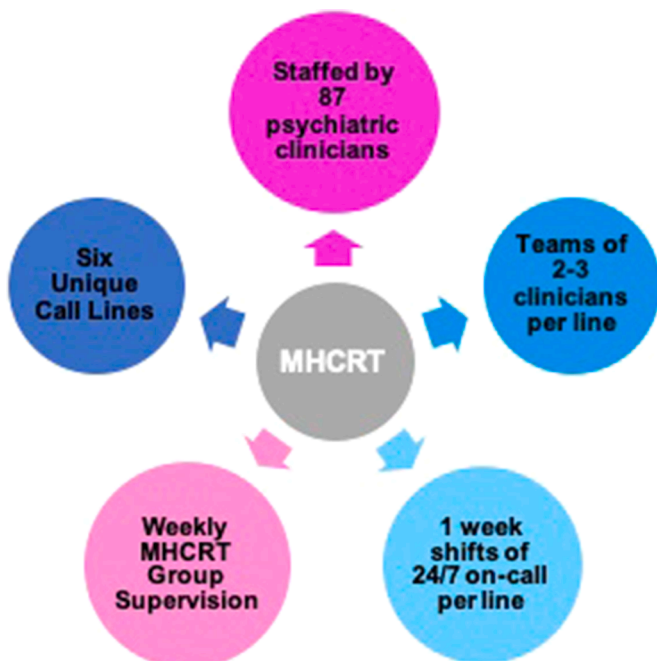 Staffed by
87
psychiatric
clinicians
Six
Unique
Call Lines
Teams of
2-3
clinicians
per line
MHCRT
Weekly
MHCRT
Group
Supervision
1 week
shifts of
24/7 on-call
per line